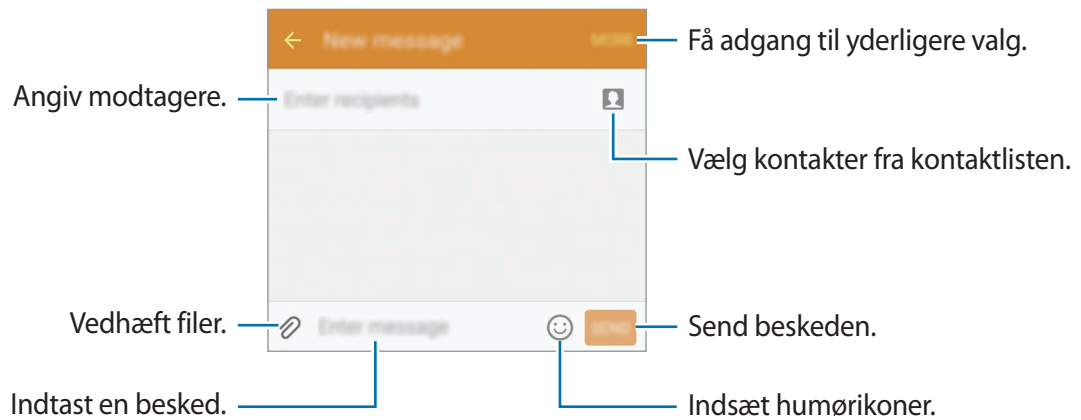 New message
MORE
Få adgang til yderligere valg.
Angiv modtagere.
Enter recipients
Vælg kontakter fra kontaktlisten.
Vedhæft filer.
Enter message
SEND
Send beskeden.
Indtast en besked.
Indsæt humørikoner.